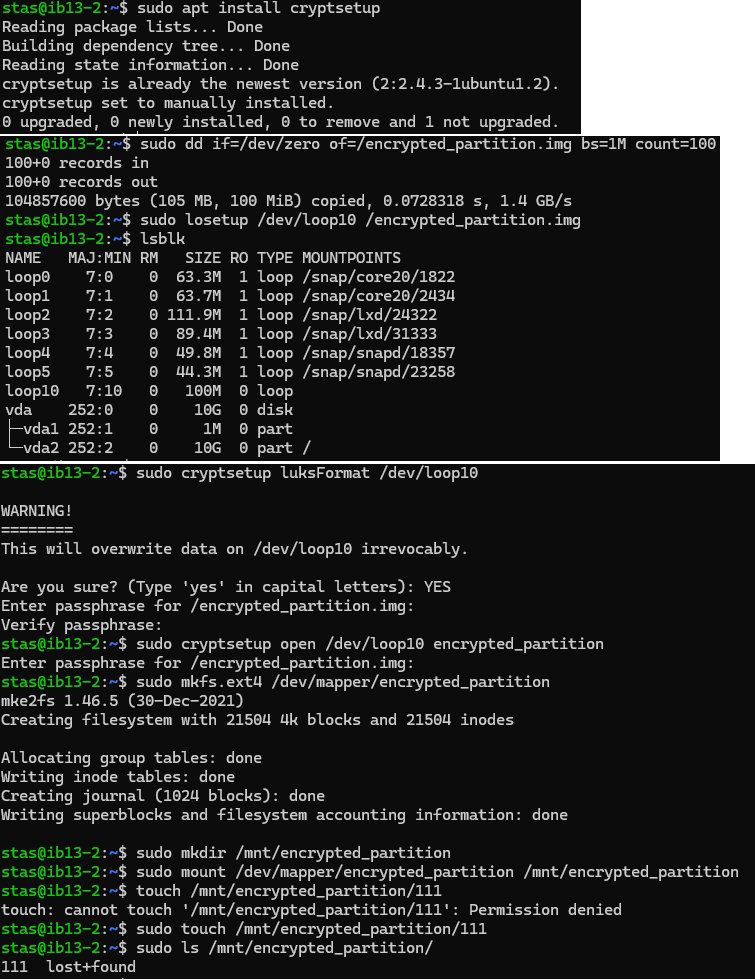 stas@ib13-2:~$ sudo apt install cryptsetup
Reading package lists... Done
Building dependency tree... Done
Reading state information... Done
cryptsetup is already the newest version (2:2.4.3-1ubuntu1.2).
cryptsetup set to manually installed.
0 upgraded, 0 newly installed, 0 to remove and 1 not upgraded.
stas@ib13-2:~$ sudo dd if=/dev/zero of=/encrypted_partition.img bs=1M count=100
100+0 records in
100+0 records out
104857600 bytes (105 MB, 100 MiB) copied, 0.0728318 s, 1.4 GB/s
stas@ib13-2:~$ sudo losetup /dev/loop10 /encrypted_partition.img
stas@ib13-2:~$ lsblk
NAME   MAJ:MIN RM   SIZE RO TYPE MOUNTPOINTS
loop0    7:0    0  63.3M  1 loop /snap/core20/1822
loop1    7:1    0  63.7M  1 loop /snap/core20/2434
loop2    7:2    0 111.9M  1 loop /snap/lxd/24322
loop3    7:3    0  89.4M  1 loop /snap/lxd/31333
loop4    7:4    0  49.8M  1 loop /snap/snapd/18357
loop5    7:5    0  44.3M  1 loop /snap/snapd/23258
loop10   7:10   0   100M  0 loop
vda    252:0    0    10G  0 disk
├─vda1 252:1    0     1M  0 part
└─vda2 252:2    0    10G  0 part /
stas@ib13-2:~$ sudo cryptsetup luksFormat /dev/loop10

WARNING!
========
This will overwrite data on /dev/loop10 irrevocably.

Are you sure? (Type 'yes' in capital letters): YES
Enter passphrase for /encrypted_partition.img:
Verify passphrase:
stas@ib13-2:~$ sudo cryptsetup open /dev/loop10 encrypted_partition
Enter passphrase for /encrypted_partition.img:
stas@ib13-2:~$ sudo mkfs.ext4 /dev/mapper/encrypted_partition
mke2fs 1.46.5 (30-Dec-2021)
Creating filesystem with 21504 4k blocks and 21504 inodes

Allocating group tables: done
Writing inode tables: done
Creating journal (1024 blocks): done
Writing superblocks and filesystem accounting information: done

stas@ib13-2:~$ sudo mkdir /mnt/encrypted_partition
stas@ib13-2:~$ sudo mount /dev/mapper/encrypted_partition /mnt/encrypted_partition
stas@ib13-2:~$ touch /mnt/encrypted_partition/111
touch: cannot touch '/mnt/encrypted_partition/111': Permission denied
stas@ib13-2:~$ sudo touch /mnt/encrypted_partition/111
stas@ib13-2:~$ sudo ls /mnt/encrypted_partition/
111  lost+found